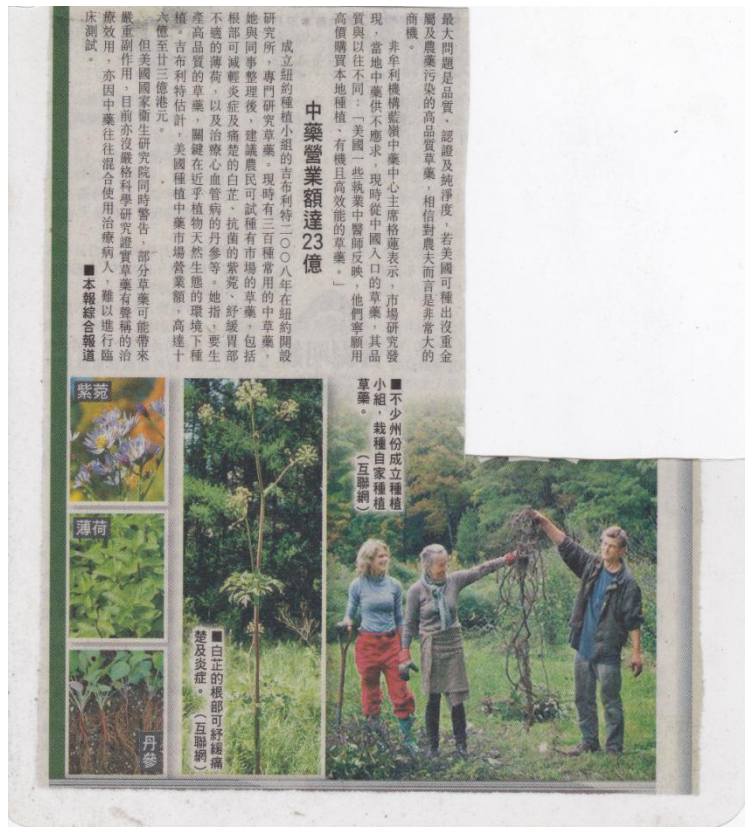 最大問題是品質、認證及純淨度，若美國可種出沒重金
屬及農藥污染的高品質草藥，相信對農夫而言是非常大的
商機。
非牟利機構藍嶺中藥中心主席格蓮表示，市場研究發
現，當地中藥供不應求，現時從中國入口的草藥，其品
質與以往不同：「美國一些執業中醫師反映，他們寧願用
高價購買本地種植、有機且高效能的草藥。」
中藥營業額達23億
成立紐約種植小組的吉布利特二○○八年在紐約開設
研究所，專門研究草藥。現時有三百種常用的中草藥，
她與同事整理後，建議農民可試種有市場的草藥，包括
根部可減輕炎症及痛楚的白芷、抗菌的紫菀、紓緩胃部
不適的薄荷，以及治療心血管病的丹參等。她指，要生
產高品質的草藥，關鍵在近乎植物天然生態的環境下種
植。吉布利特估計，美國種植中藥市場營業額，高達十
六億至廿三億港元。
但美國國家衞生研究院同時警告，部分草藥可能帶來
嚴重副作用，目前亦沒嚴格科學研究證實草藥有聲稱的治
療效用，亦因中藥往往混合使用治療病人，難以進行臨
床測試。
■本報綜合報道
■不少州份成立種植
小組，栽種自家種植
草藥。（互聯網）
■白芷的根部可紓緩痛
楚及炎症。（互聯網）
紫菀
薄荷
丹參